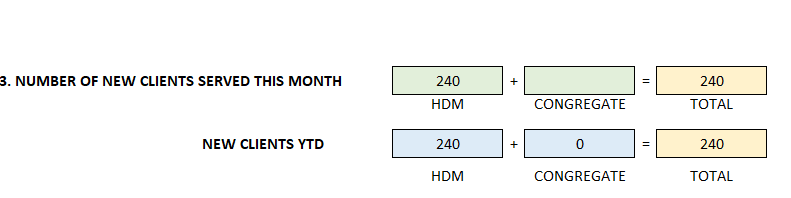 3. NUMBER OF NEW CLIENTS SERVED THIS MONTH 240 + = 240
HDM CONGREGATE TOTAL
NEW CLIENTS YTD 240 + 0 = 240
HDM CONGREGATE TOTAL